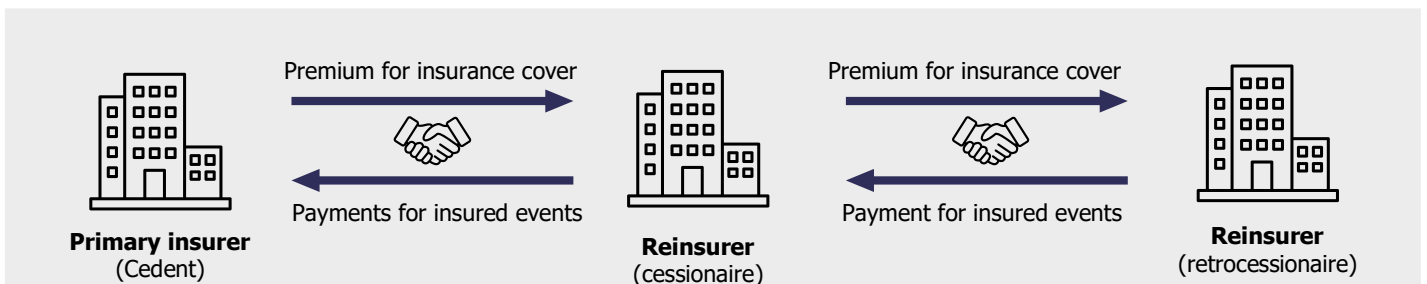 Premium for insurance cover
Payments for insured events
Primary insurer
(Cedent)
Reinsurer
(cessionaire)
Premium for insurance cover
Payment for insured events
Reinsurer
(retrocessionaire)